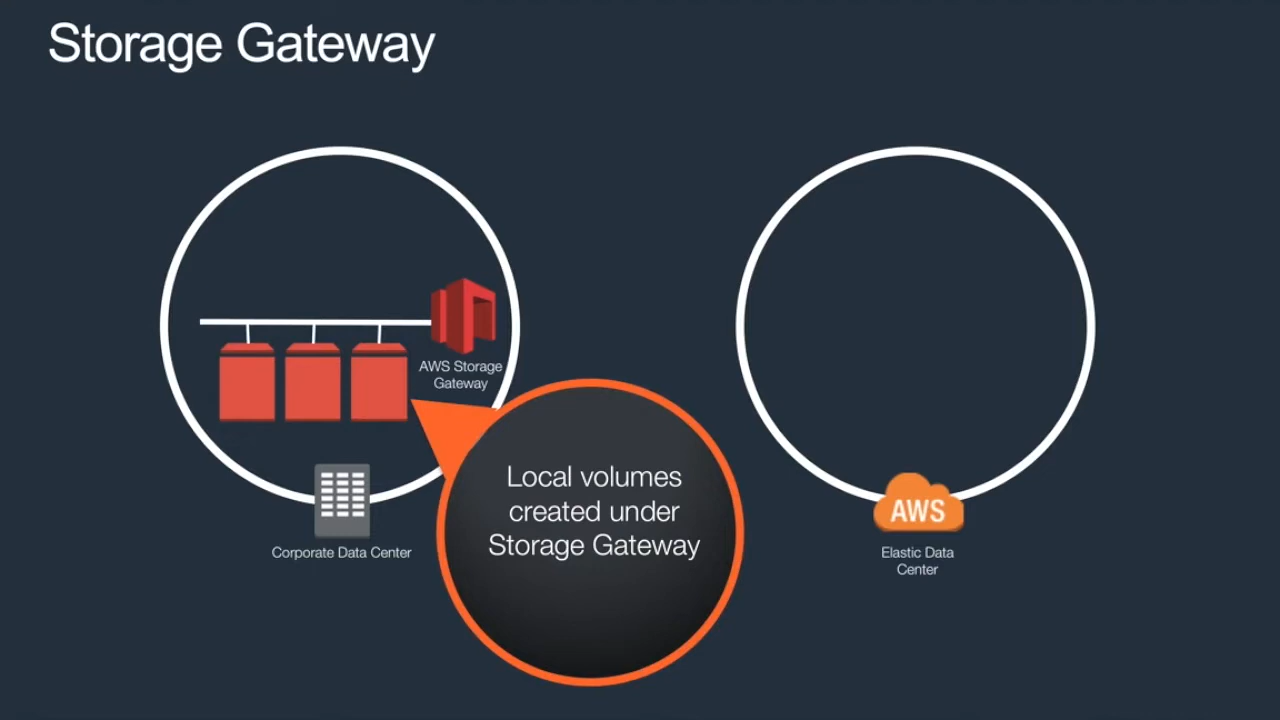 Storage Gateway
AWS Storage
Gateway
Local volumes
created under
Storage Gateway
Corporate Data Center
AWS
Elastic Data
Center